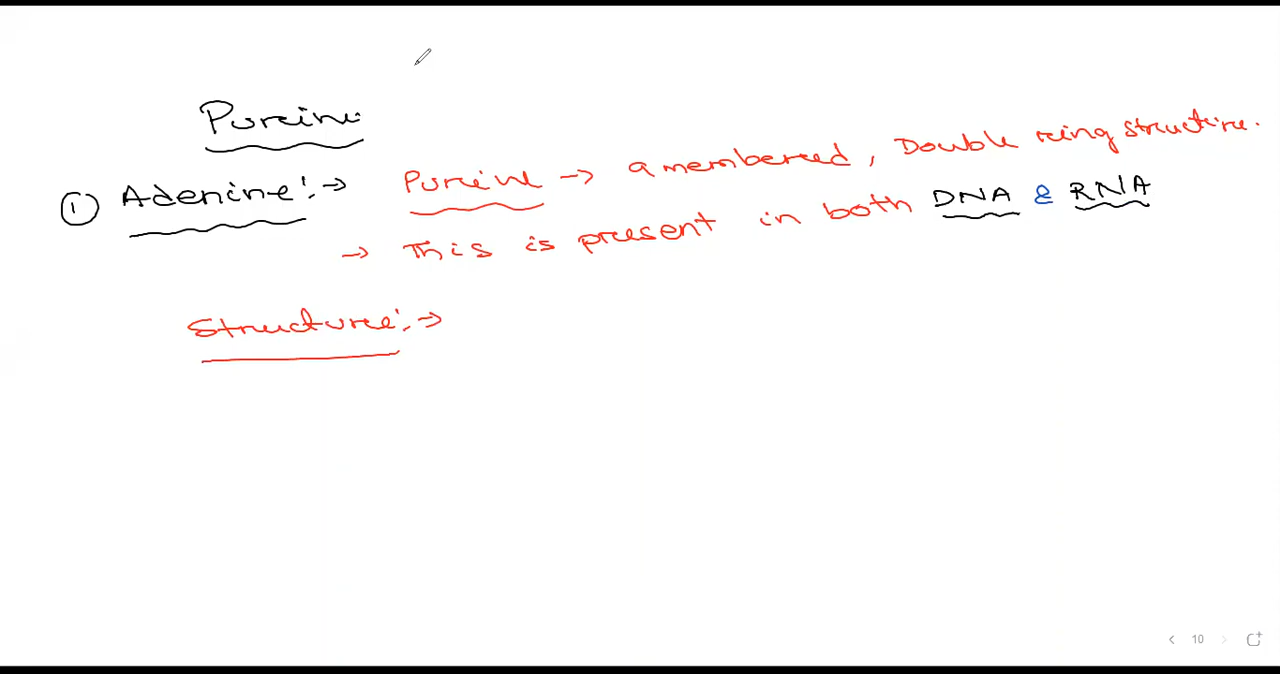 Purine
① Adenine :→ Purine → 9 membered, Double ring structure.
→ This is present in both DNA & RNA
Structure :→
10